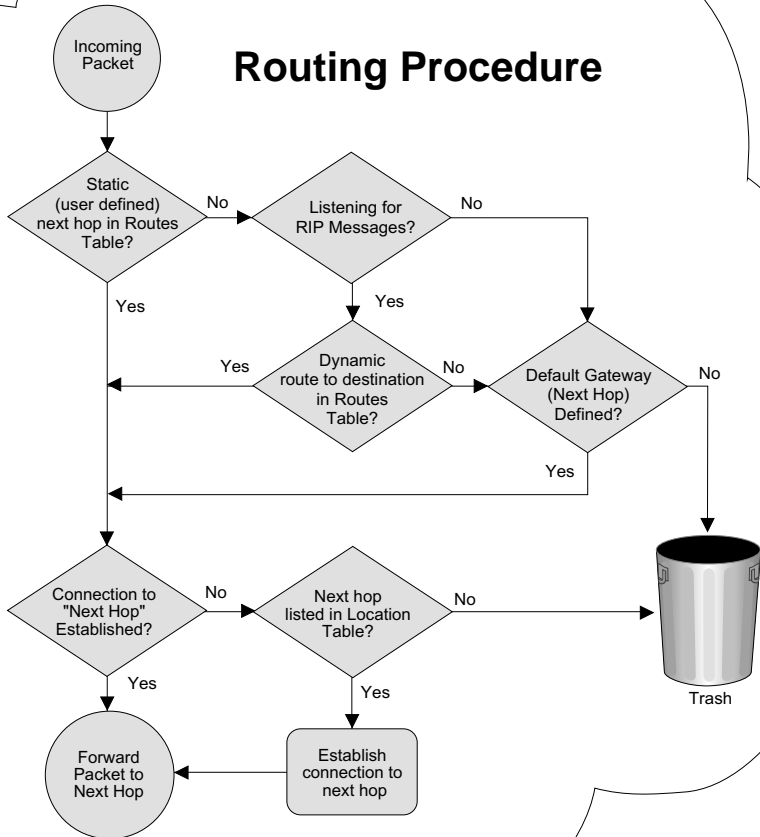 Incoming
Packet
Routing Procedure
Static
(user defined)
next hop in Routes
Table?
No
Listening for
RIP Messages?
No
Yes
Yes
Yes
Dynamic
route to destination
in Routes
Table?
No
Default Gateway
(Next Hop)
Defined?
No
Yes
Connection to
"Next Hop"
Established?
No
Next hop
listed in Location
Table?
No
Yes
Yes
Trash
Forward
Packet to
Next Hop
Establish
connection to
next hop